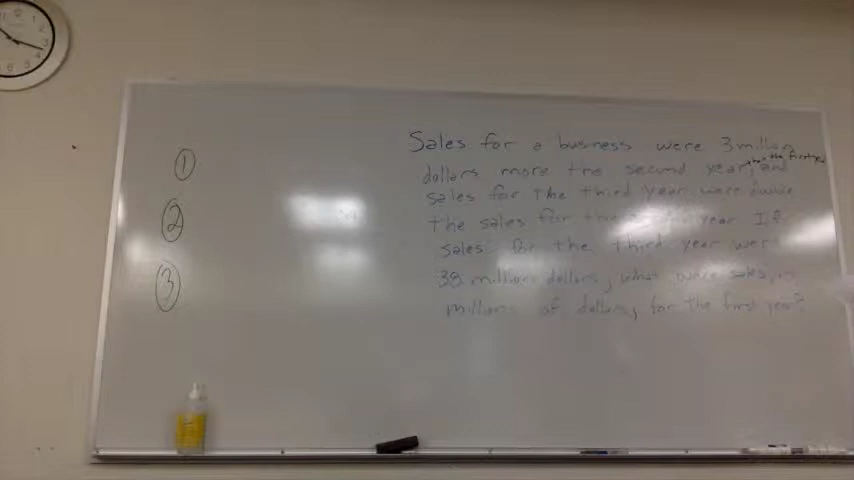 ① 
②
③
Sales for a business were 3 million
than the first year
dollars more the second year, and
sales for the third year were twice
the sales for the year If
sales for the third year were
38 million dollars, what were sales, in
millions of dollars, for the first year?